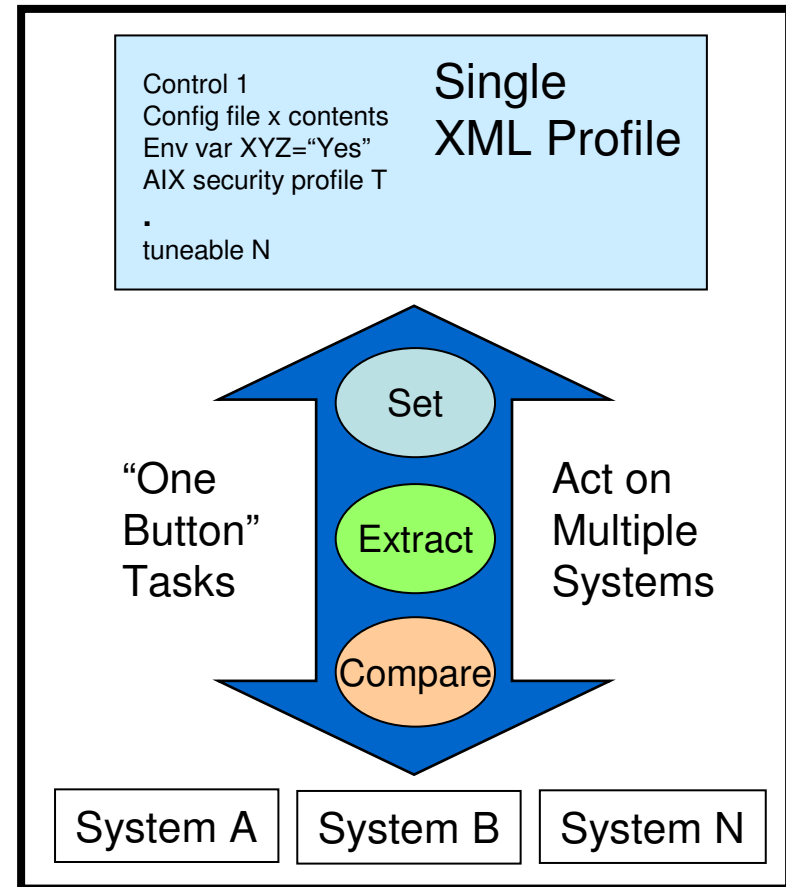 Control 1
Config file x contents
Env var XYZ=“Yes”
AIX security profile T
.
tuneable N
Single
XML Profile
Set
“One
Button”
Tasks
Extract
Act on
Multiple
Systems
Compare
System A
System B
System N